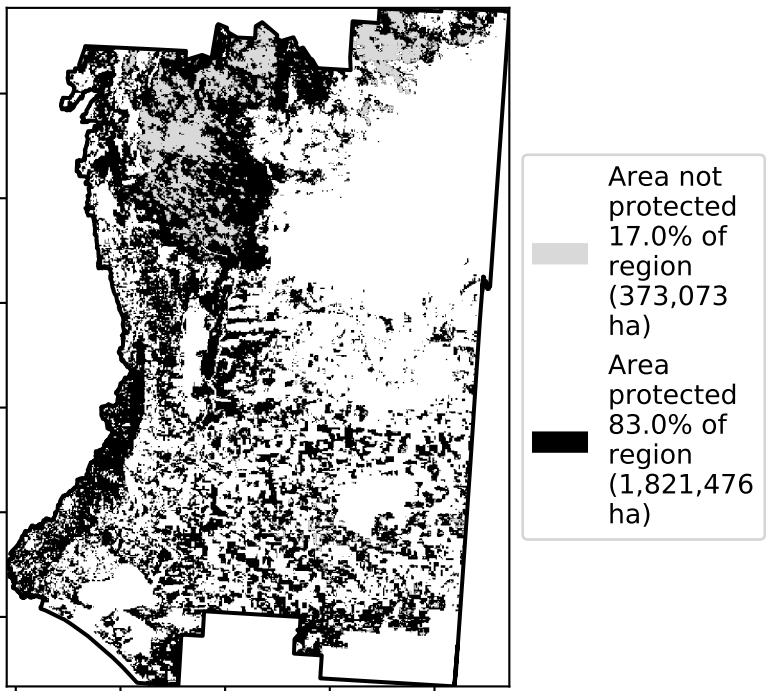 Area not
protected
17.0% of
region
(373,073
ha)
Area
protected
83.0% of
region
(1,821,476
ha)